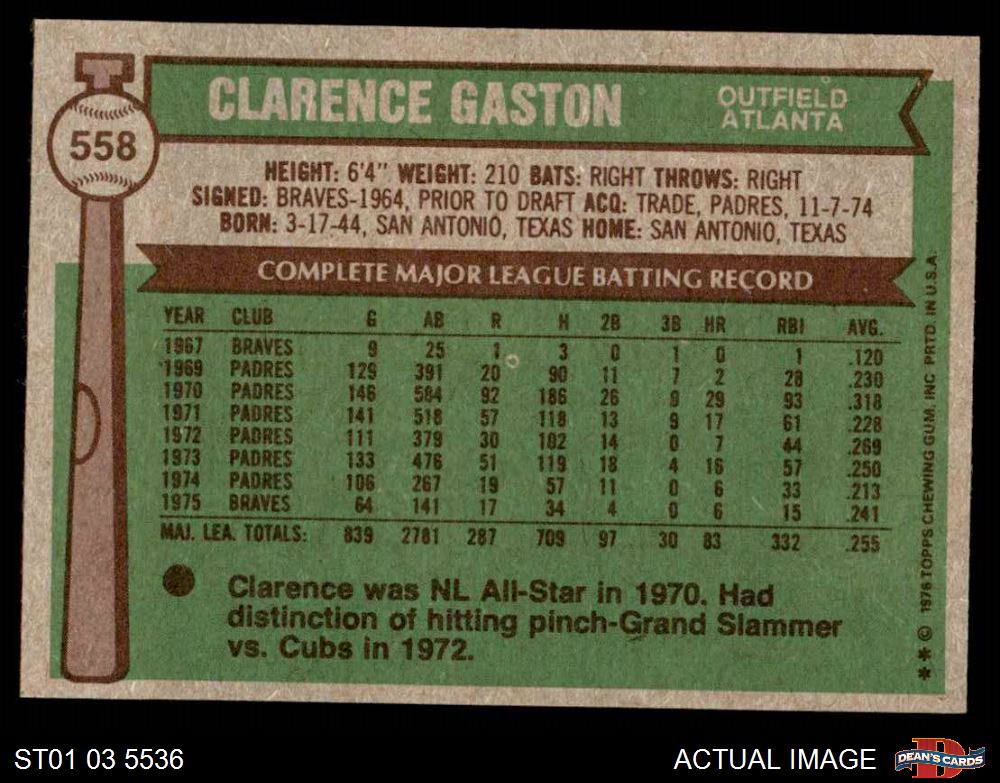 558
CLARENCE GASTON
OUTFIELD
ATLANTA
HEIGHT: 6'4" WEIGHT: 210 BATS: RIGHT THROWS: RIGHT
SIGNED: BRAVES-1964, PRIOR TO DRAFT ACQ: TRADE, PADRES, 11-7-74
BORN: 3-17-44, SAN ANTONIO, TEXAS HOME: SAN ANTONIO, TEXAS
COMPLETE MAJOR LEAGUE BATTING RECORD
YEAR CLUB G AB R H 2B 3B HR RBI AVG.
1967 BRAVES 9 25 1 3 0 1 0 1 .120
1969 PADRES 129 391 20 90 11 7 2 28 .230
1970 PADRES 146 584 92 186 26 9 29 93 .318
1971 PADRES 141 518 57 118 13 9 17 61 .228
1972 PADRES 111 379 30 102 14 0 7 44 .269
1973 PADRES 133 476 51 119 18 4 16 57 .250
1974 PADRES 106 267 19 57 11 0 6 33 .213
1975 BRAVES 64 141 17 34 4 0 6 15 .241
MAJ. LEA. TOTALS: 839 2781 287 709 97 30 83 332 .255
Clarence was NL All-Star in 1970. Had
distinction of hitting pinch-Grand Slammer
vs. Cubs in 1972.
** © 1976 TOPPS CHEWING GUM, INC PRTD. IN U.S.A.
ST01 03 5536
ACTUAL IMAGE
D
DEAN'S CARDS